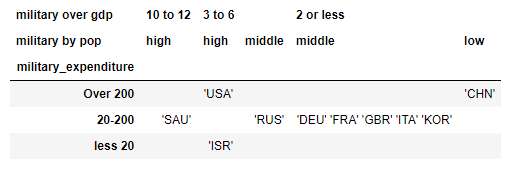 military over gdp 10 to 12 3 to 6 2 or less
military by pop high high middle middle low
military_expenditure
Over 200 'USA' 'CHN'
20-200 'SAU' 'RUS' 'DEU' 'FRA' 'GBR' 'ITA' 'KOR'
less 20 'ISR'